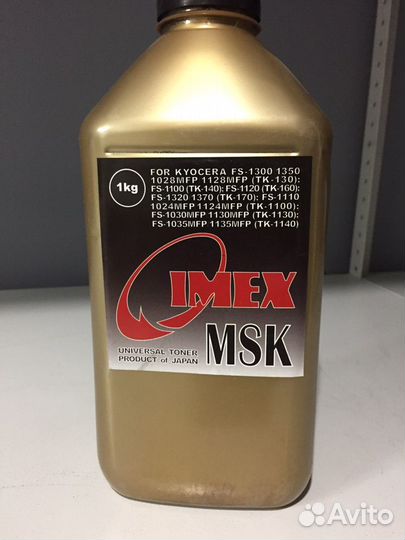 1kg
FOR KYOCERA FS-1300 1350
1028MFP 1128MFP (TK-130);
FS-1100 (TK-140); FS-1120 (TK-160);
FS-1320 1370 (TK-170); FS-1110
1024MFP 1124MFP (TK-1100);
FS-1030MFP 1130MFP (TK-1130);
FS-1035MFP 1135MFP (TK-1140)
IMEX
MSK
UNIVERSAL TONER
PRODUCT of JAPAN
Avito